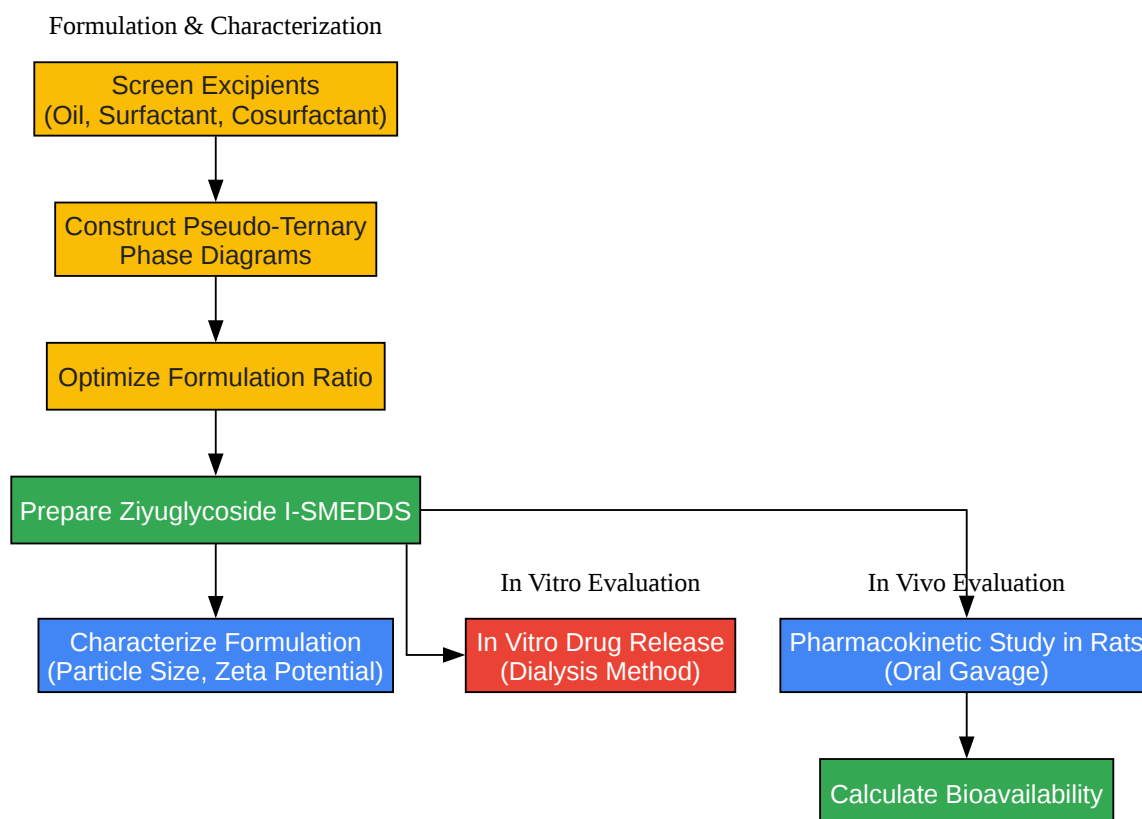 Formulation & Characterization
Screen Excipients
(Oil, Surfactant, Cosurfactant)
Construct Pseudo-Ternary
Phase Diagrams
Optimize Formulation Ratio
Prepare Ziyuglycoside I-SMEDDS
Characterize Formulation
(Particle Size, Zeta Potential)
In Vitro Evaluation
In Vitro Drug Release
(Dialysis Method)
In Vivo Evaluation
Pharmacokinetic Study in Rats
(Oral Gavage)
Calculate Bioavailability